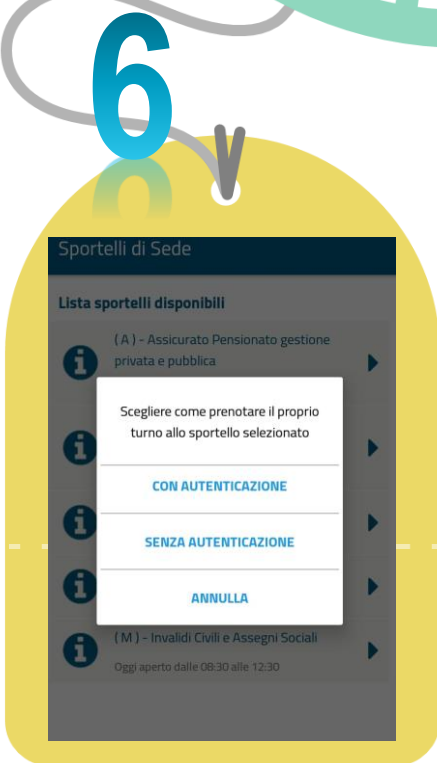 6
Sportelli di Sede
Lista sportelli disponibili
( A ) - Assicurato Pensionato gestione
privata e pubblica
Scegliere come prenotare il proprio
turno allo sportello selezionato
CON AUTENTICAZIONE
SENZA AUTENTICAZIONE
ANNULLA
( M ) - Invalidi Civili e Assegni Sociali
Oggi aperto dalle 08:30 alle 12:30